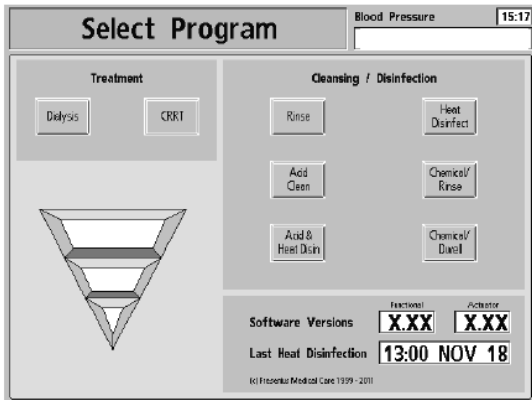 Select Program
Blood Pressure
15:17
Treatment
Dialysis
CRRT
Cleansing / Disinfection
Rinse
Heat
Disinfect
Acid
Clean
Chemical/
Rinse
Acid &
Heat Disin
Chemical/
Dwell
Functional
Actuator
Software Versions
X.XX
X.XX
Last Heat Disinfection
13:00 NOV 18
(c) Fresenius Medical Care 1999 - 2011